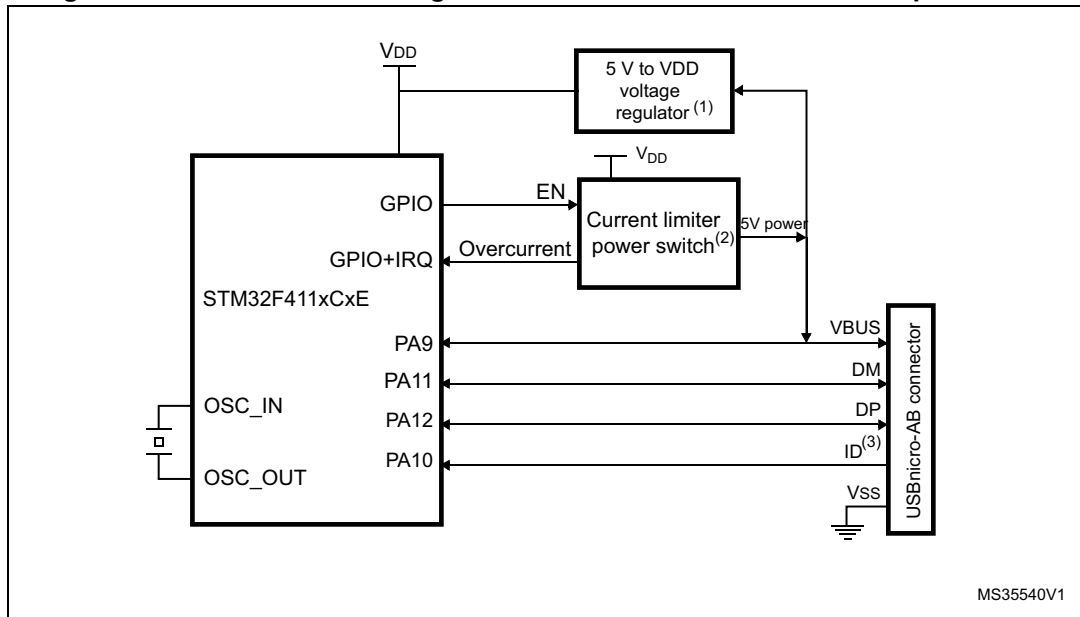 VDD
5 V to VDD
voltage
regulator (1)
VDD
GPIO
EN
Current limiter
power switch(2)
5V power
GPIO+IRQ
Overcurrent
STM32F411xCxE
PA9
VBUS
PA11
DM
OSC_IN
PA12
DP
PA10
ID(3)
OSC_OUT
VSS
USBnicro-AB connector
MS35540V1